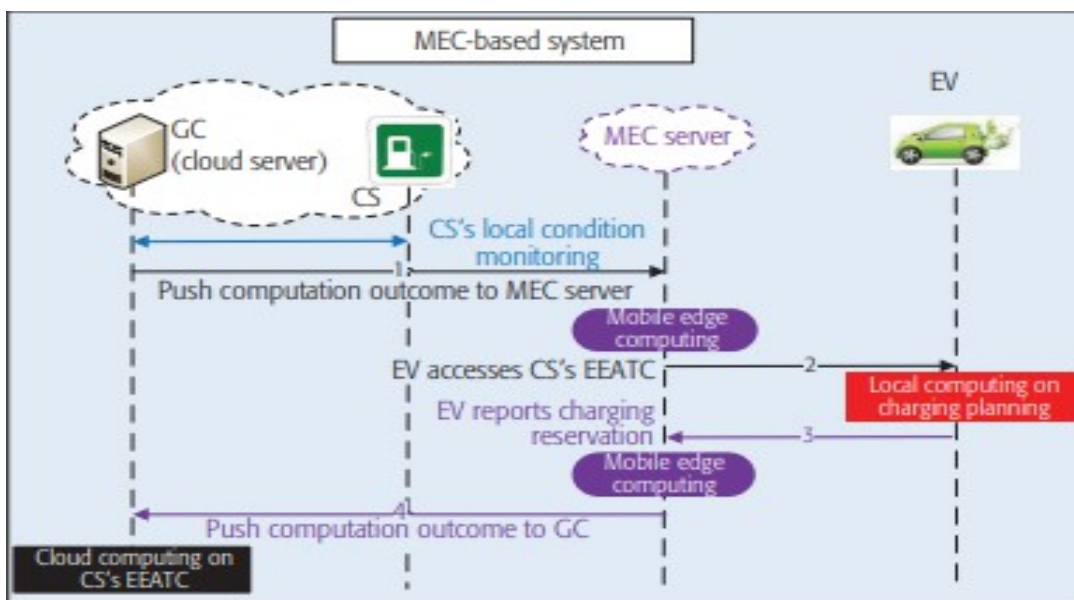 MEC-based system
EV
GC
(cloud server)
MEC server
CS
CS's local condition
monitoring
1
Push computation outcome to MEC server
Mobile edge
computing
EV accesses CS's EEATC
2
Local computing on
charging planning
EV reports charging
reservation
3
Mobile edge
computing
4
Push computation outcome to GC
Cloud computing on
CS's EEATC